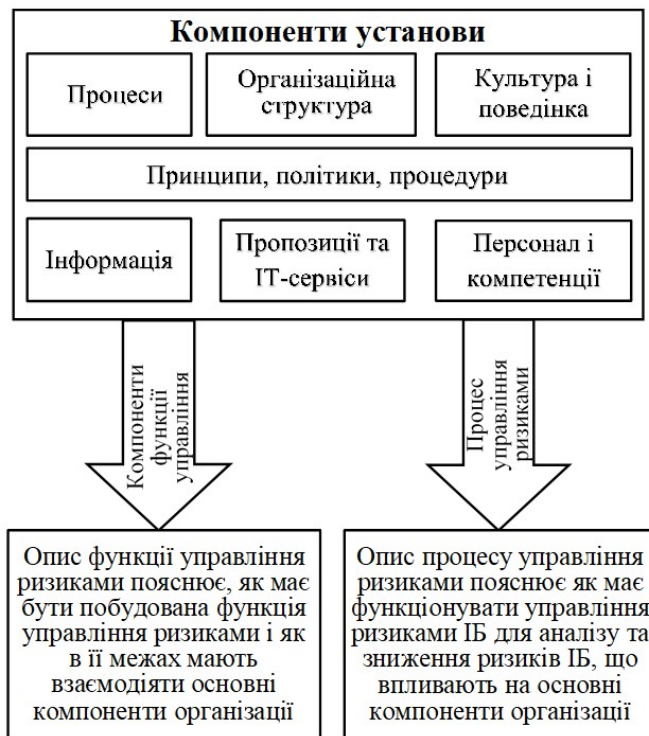 Компоненти установи
Процеси
Організаційна
структура
Культура і
поведінка
Принципи, політики, процедури
Інформація
Пропозиції та
ІТ-сервіси
Персонал і
компетенції
Компоненти
функції
управління
Процес
управління
ризиками
Опис функції управління
ризиками пояснює, як має
бути побудована функція
управління ризиками і як
в її межах мають
взаємодіяти основні
компоненти організації
Опис процесу управління
ризиками пояснює як має
функціонувати управління
ризиками ІБ для аналізу та
зниження ризиків ІБ, що
впливають на основні
компоненти організації